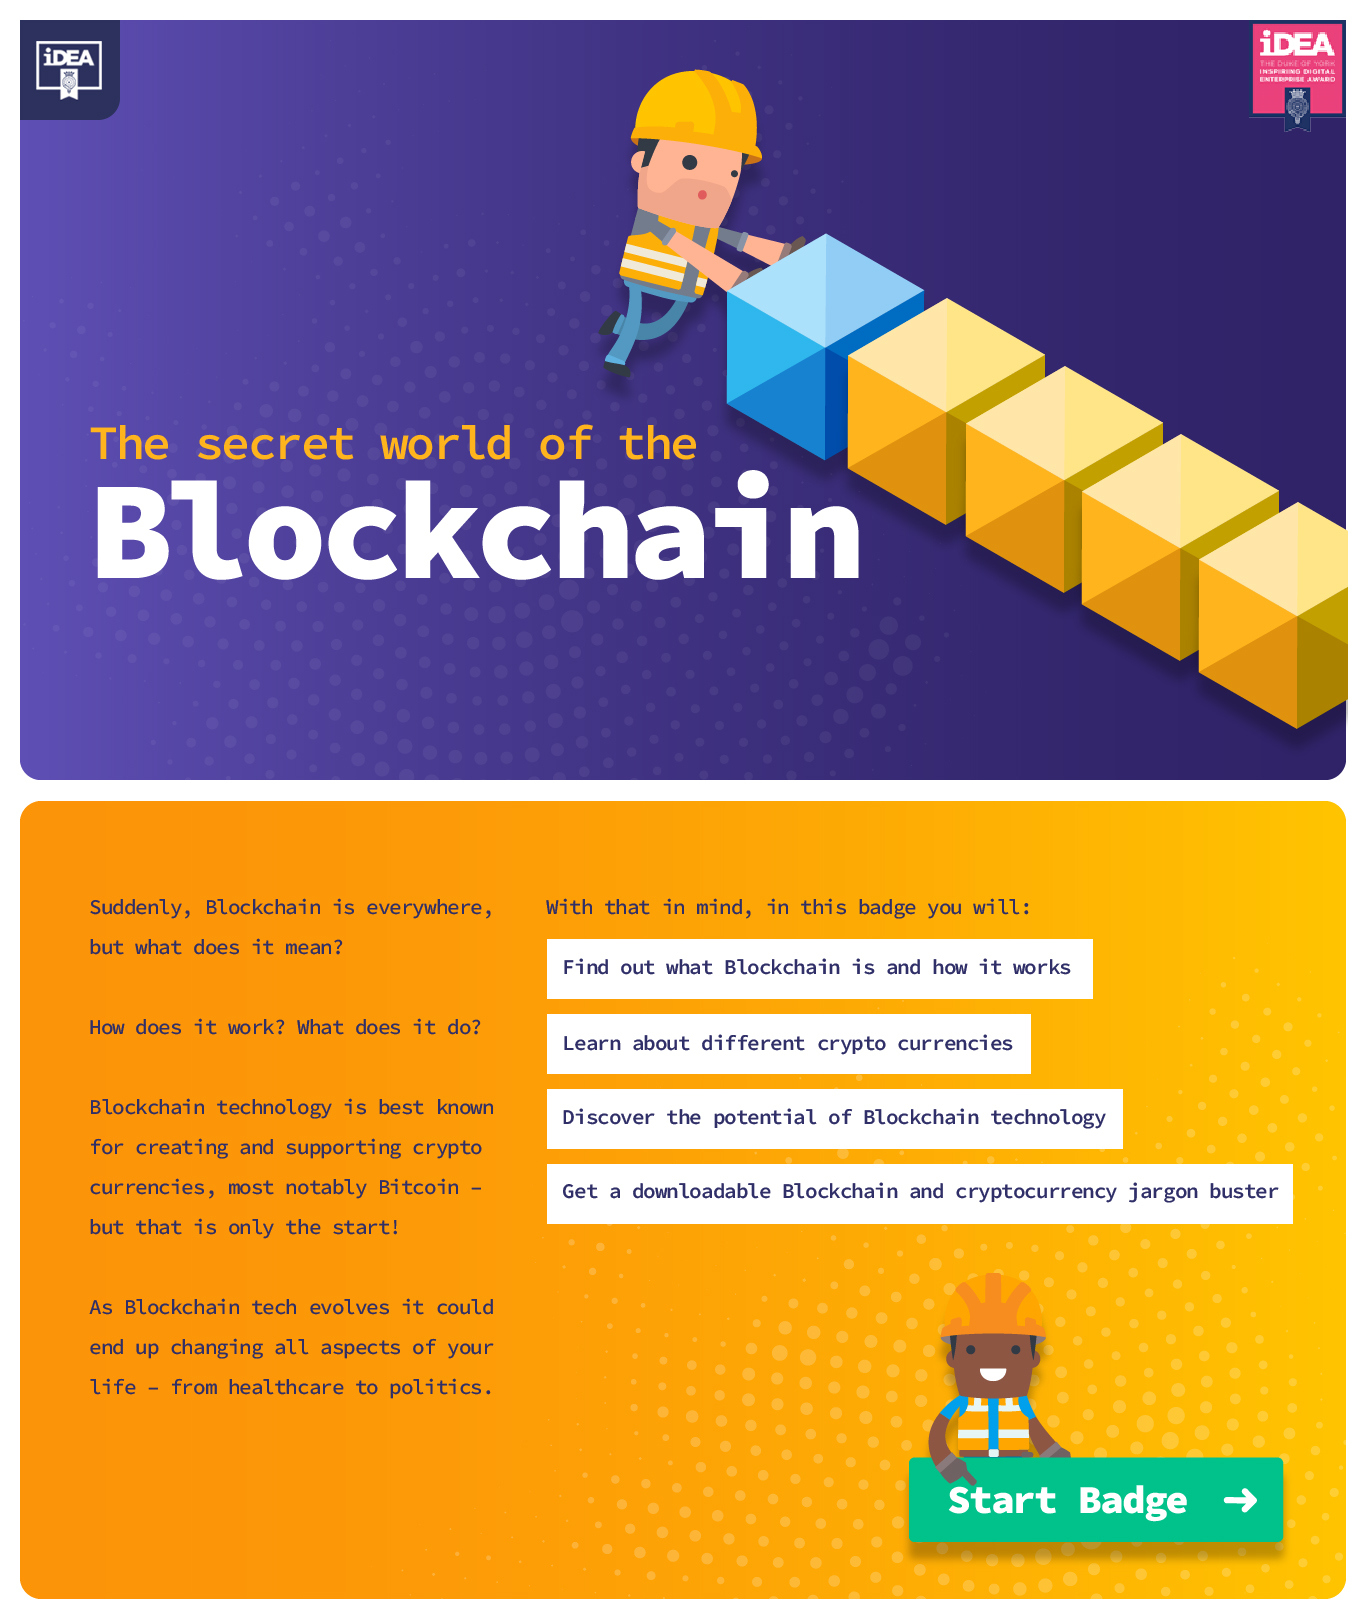 iDEA
iDEA
THE DUKE OF YORK
INSPIRING DIGITAL
ENTERPRISE AWARD
The secret world of the
Blockchain
Suddenly, Blockchain is everywhere,
but what does it mean?
How does it work? What does it do?
Blockchain technology is best known
for creating and supporting crypto
currencies, most notably Bitcoin –
but that is only the start!
As Blockchain tech evolves it could
end up changing all aspects of your
life – from healthcare to politics.
With that in mind, in this badge you will:
Find out what Blockchain is and how it works
Learn about different crypto currencies
Discover the potential of Blockchain technology
Get a downloadable Blockchain and cryptocurrency jargon buster
Start Badge →